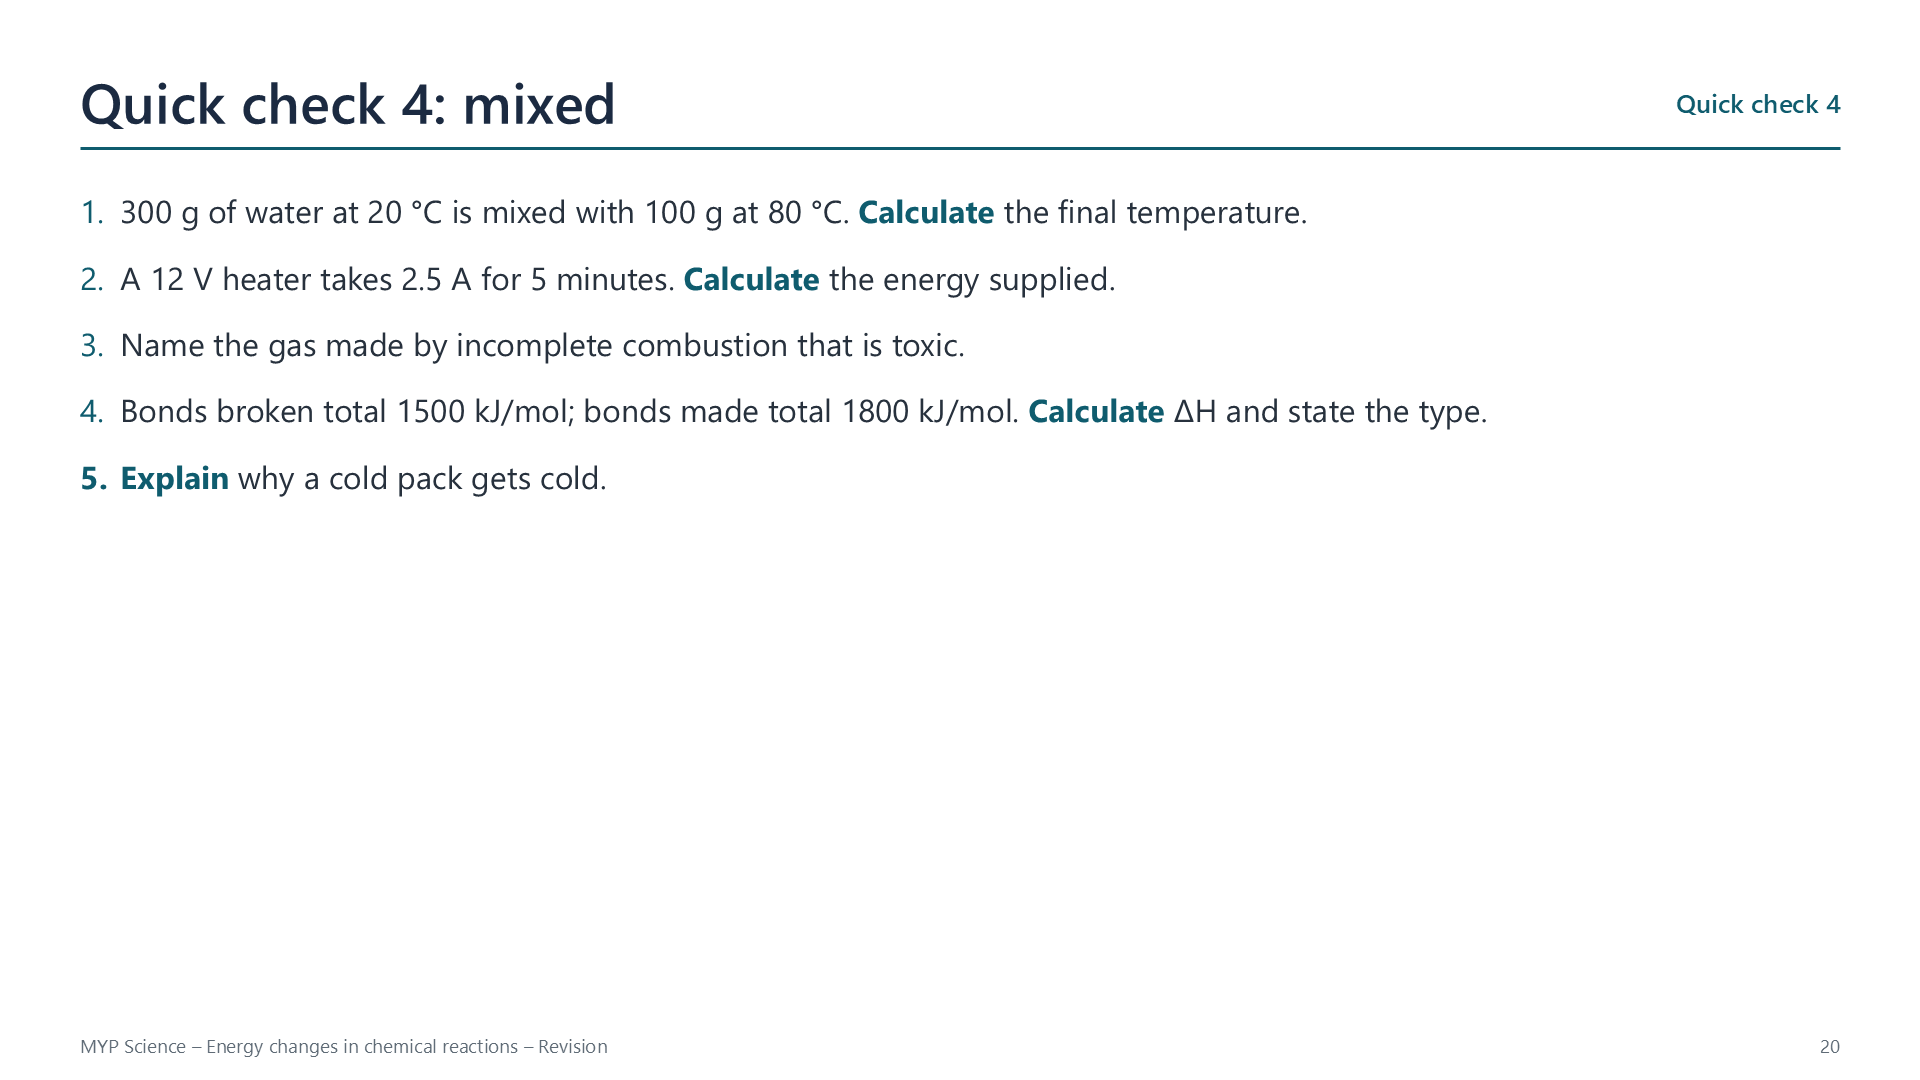 Quick check 4: mixed
Quick check 4
1. 300 g of water at 20 °C is mixed with 100 g at 80 °C. Calculate the final temperature.
2. A 12 V heater takes 2.5 A for 5 minutes. Calculate the energy supplied.
3. Name the gas made by incomplete combustion that is toxic.
4. Bonds broken total 1500 kJ/mol; bonds made total 1800 kJ/mol. Calculate ΔH and state the type.
5. Explain why a cold pack gets cold.
MYP Science – Energy changes in chemical reactions – Revision
20